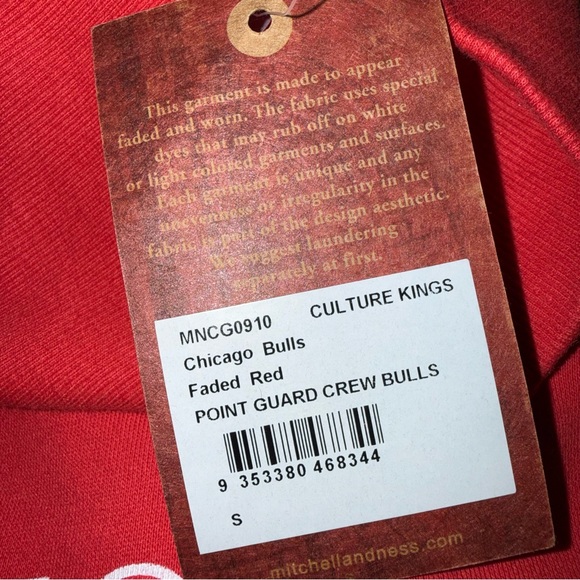 This garment is made to appear
faded and worn. The fabric uses special
dyes that may rub off on white
or light colored garments and surfaces.
Each garment is unique and any
unevenness or irregularity in the
fabric is part of the design aesthetic.
We suggest laundering
separately at first.
MNCG0910 CULTURE KINGS
Chicago Bulls
Faded Red
POINT GUARD CREW BULLS
9 353380 468344
S
mitchellandness.com